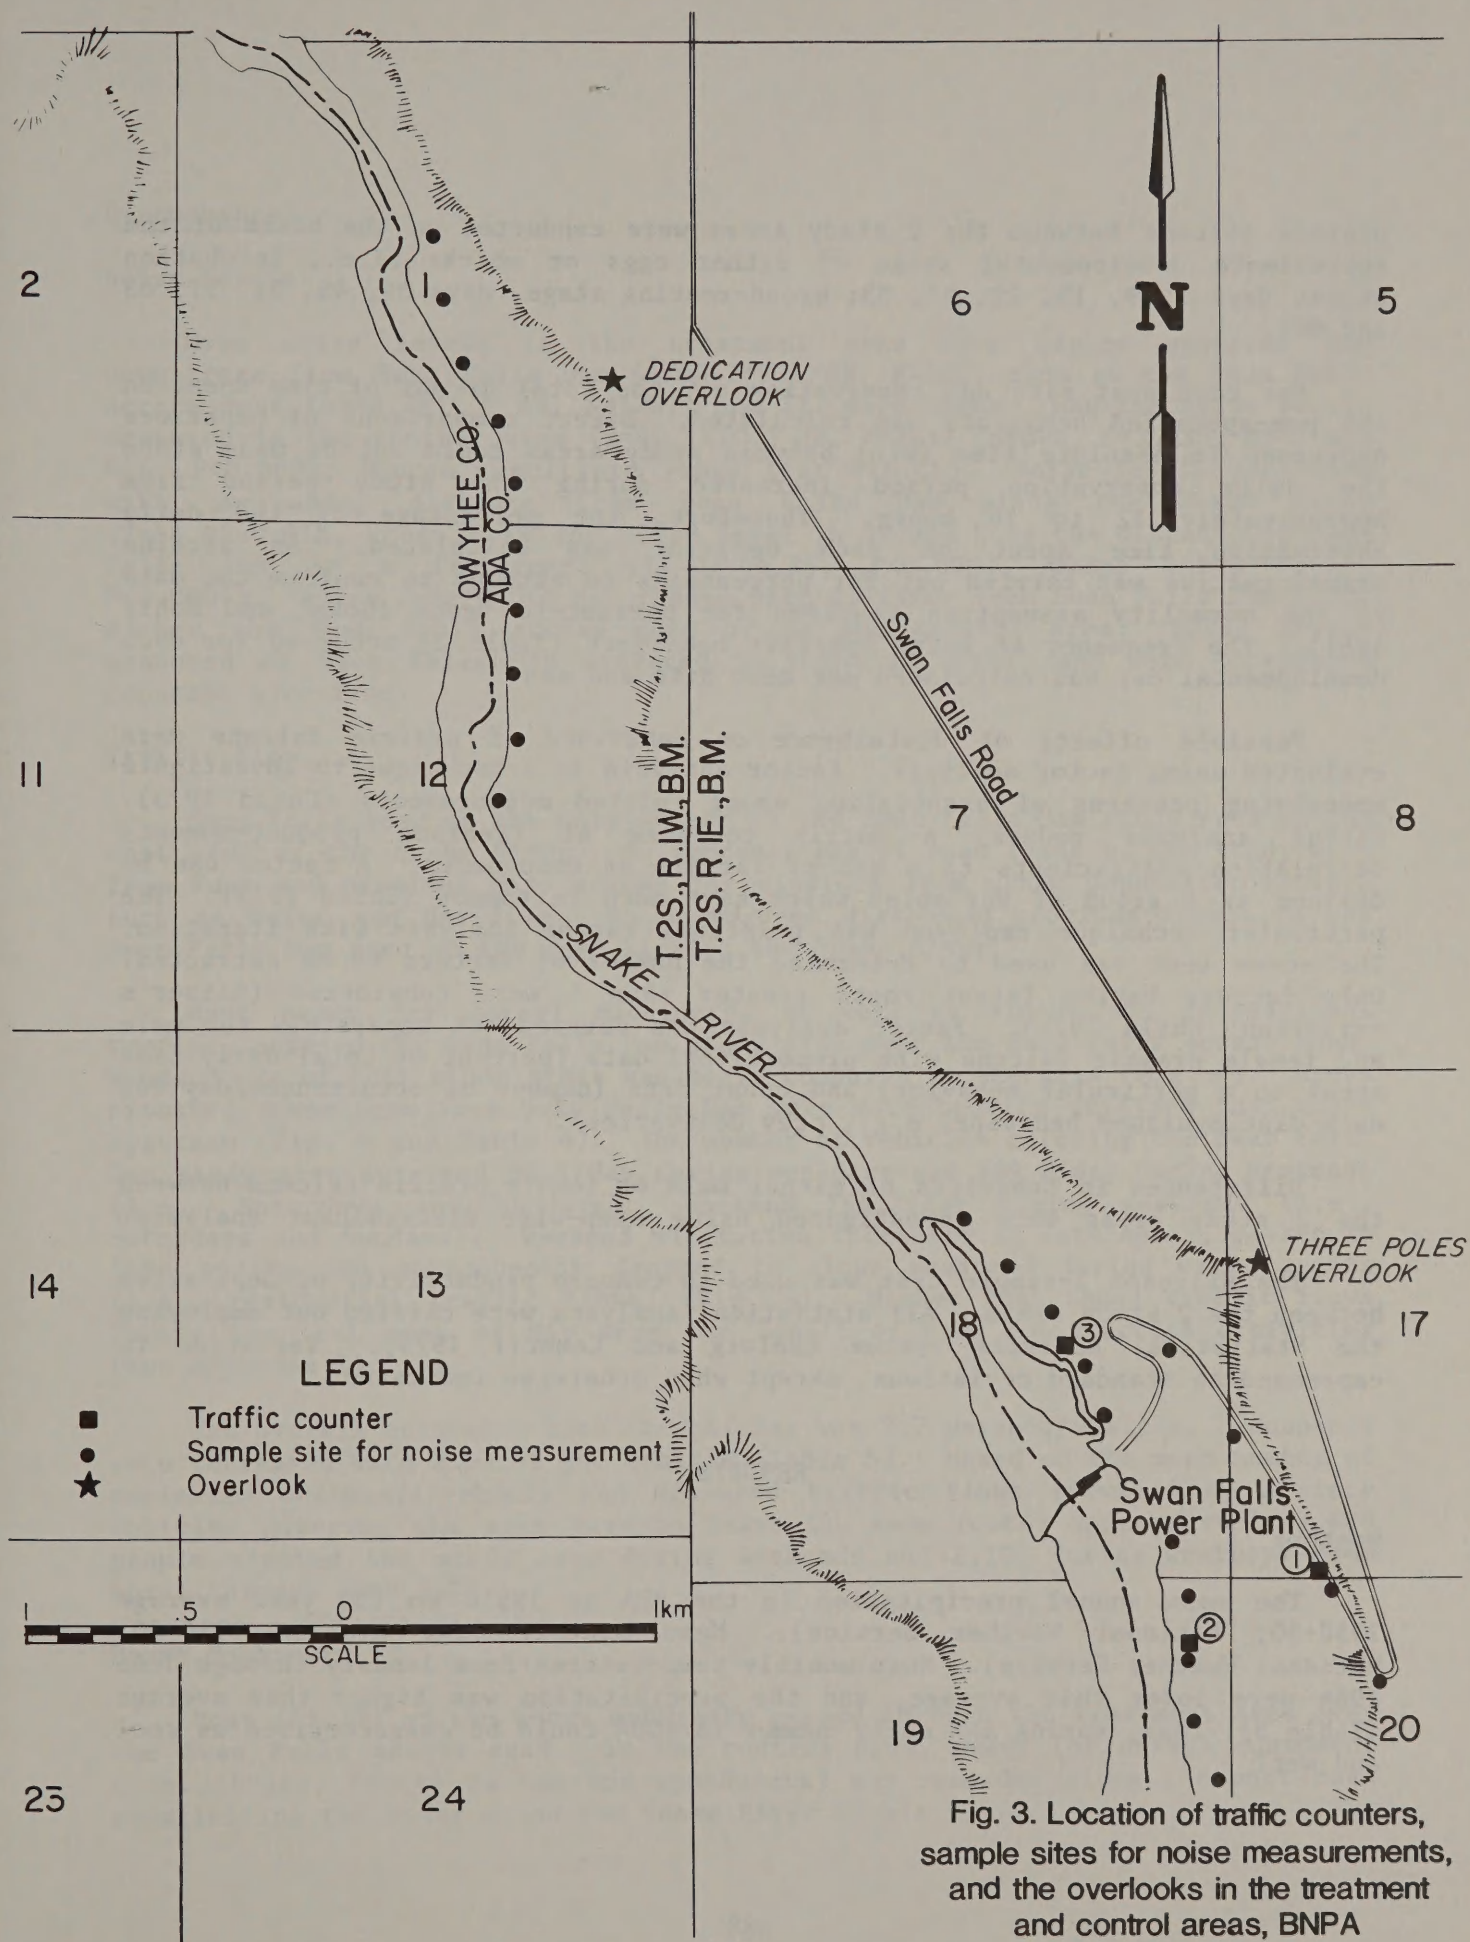 2
1
6
5
N
DEDICATION
OVERLOOK
OWYHEE CO.
ADA CO.
Swan Falls Road
11
12
7
8
T.2S., R.1W., B.M.
T.2S. R.1E., B.M.
SNAKE RIVER
14
13
18
17
THREE POLES
OVERLOOK
3
LEGEND
Traffic counter
Sample site for noise measurement
Overlook
Swan Falls
Power Plant
1
2
1 .5 0 1km
SCALE
19
20
23
24
Fig. 3. Location of traffic counters,
sample sites for noise measurements,
and the overlooks in the treatment
and control areas, BNPA